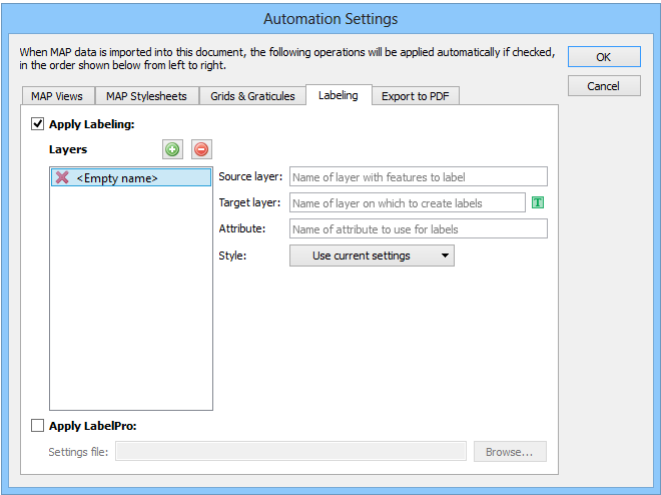 Automation Settings
When MAP data is imported into this document, the following operations will be applied automatically if checked,
in the order shown below from left to right.
OK
Cancel
MAP Views MAP Stylesheets Grids & Graticules Labeling Export to PDF
Apply Labeling:
Layers
<Empty name>
Source layer: Name of layer with features to label
Target layer: Name of layer on which to create labels T
Attribute: Name of attribute to use for labels
Style: Use current settings
Apply LabelPro:
Settings file: Browse...